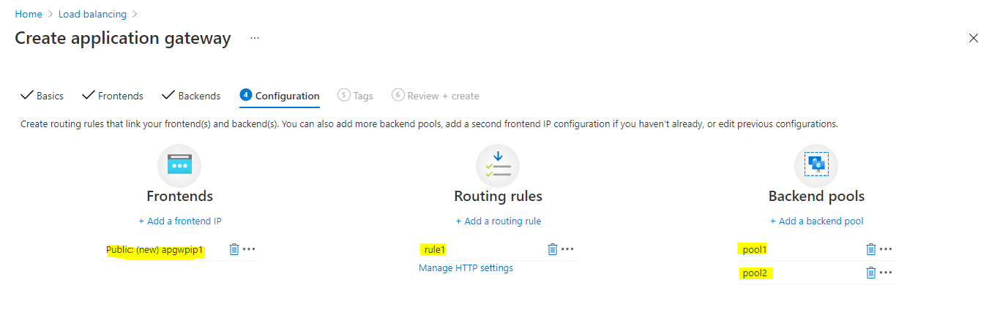 Home > Load balancing >
Create application gateway ...
Basics Frontends Backends 4 Configuration 5 Tags 6 Review + create
Create routing rules that link your frontend(s) and backend(s). You can also add more backend pools, add a second frontend IP configuration if you haven't already, or edit previous configurations.
Frontends Routing rules Backend pools
+ Add a frontend IP + Add a routing rule + Add a backend pool
Public: (new) apgwpip1 ... rule1 ... pool1 ...
Manage HTTP settings
pool2 ...